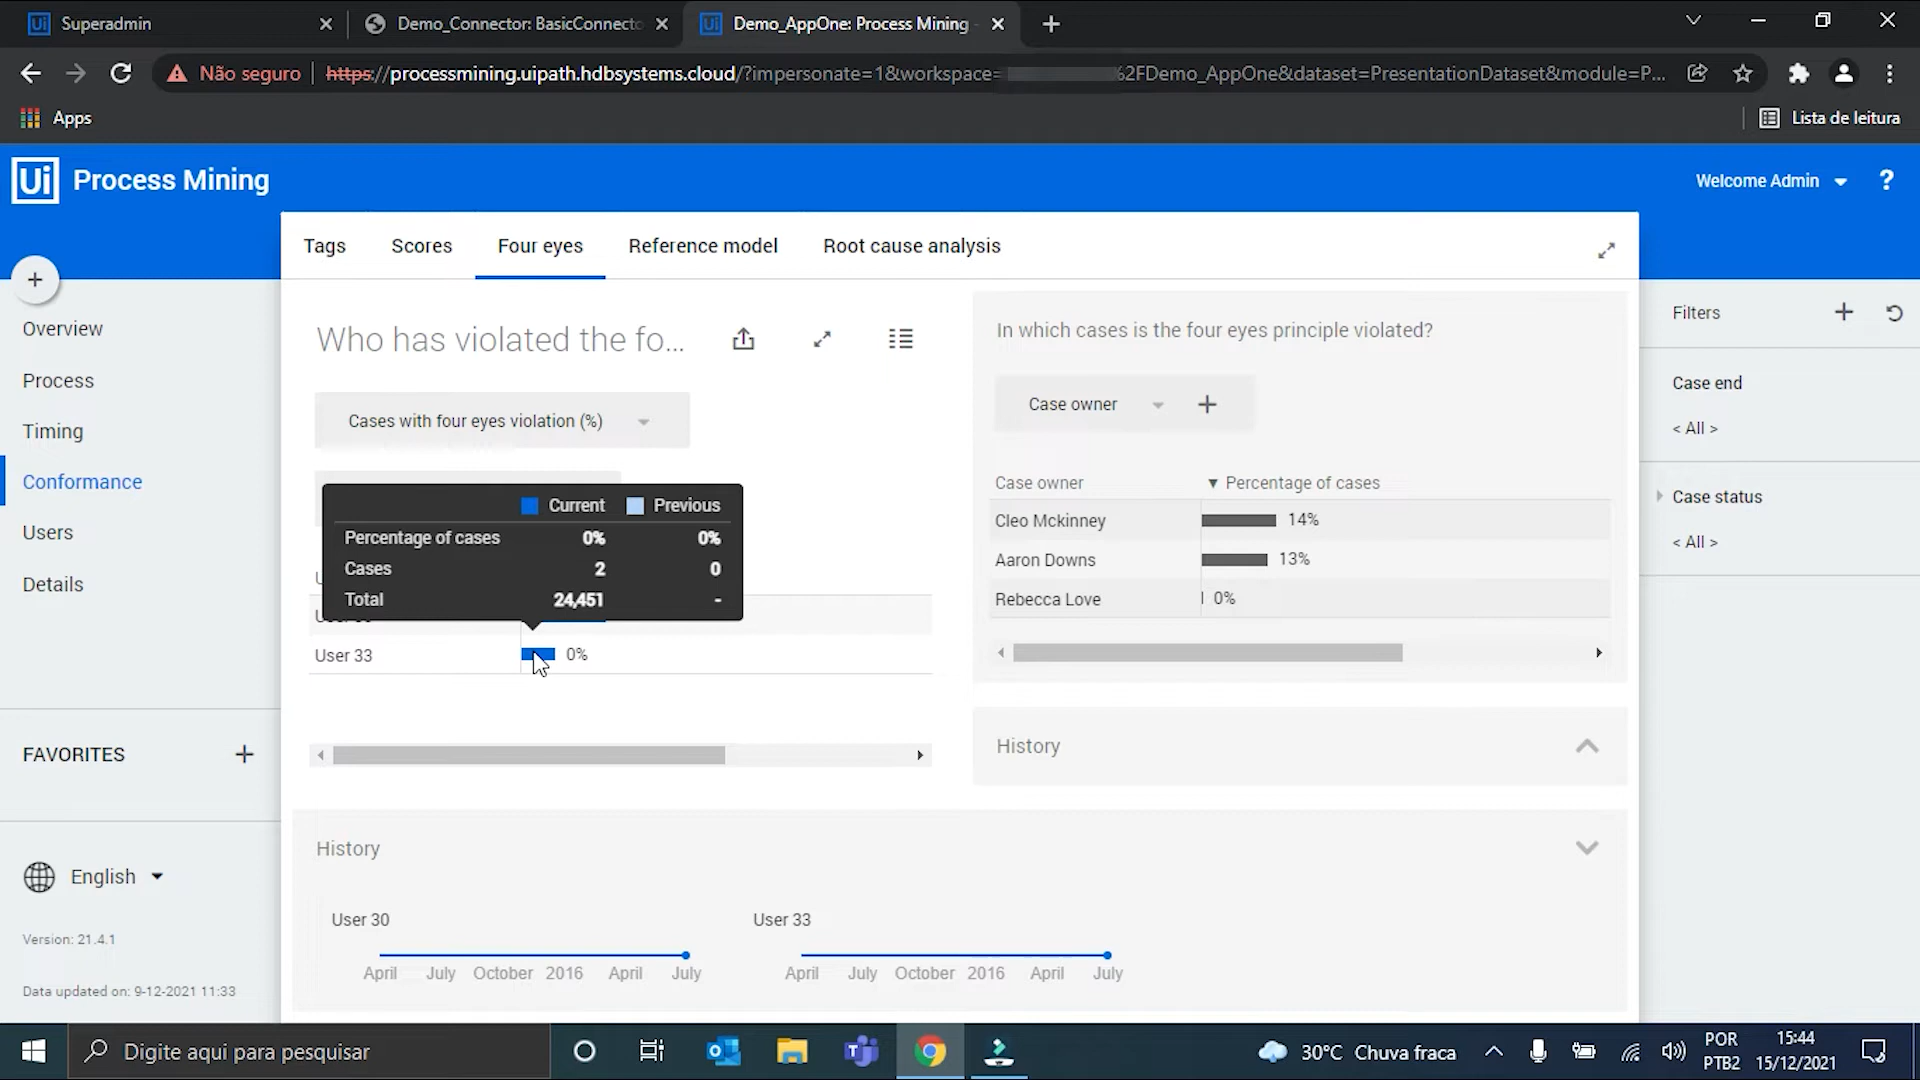 Superadmin
Demo_Connector: BasicConnecto
Demo_AppOne: Process Mining
Não seguro
https://processmining.uipath.hdbsystems.cloud/?impersonate=1&workspace=
%2FDemo_AppOne&dataset=PresentationDataset&module=P...
Apps
Lista de leitura
Ui Process Mining
Welcome Admin
?
Tags
Scores
Four eyes
Reference model
Root cause analysis
Overview
Process
Timing
Conformance
Users
Details
FAVORITES
English
Version: 21.4.1
Data updated on: 9-12-2021 11:33
Who has violated the fo...
Cases with four eyes violation (%)
Current Previous
Percentage of cases 0% 0%
Cases 2 0
Total 24,451 -
User 33 0%
In which cases is the four eyes principle violated?
Case owner
Case owner Percentage of cases
Cleo Mckinney 14%
Aaron Downs 13%
Rebecca Love 0%
History
History
User 30
April July October 2016 April July
User 33
April July October 2016 April July
Filters
Case end
< All >
Case status
< All >
Digite aqui para pesquisar
30°C Chuva fraca
POR
PTB2
15:44
15/12/2021